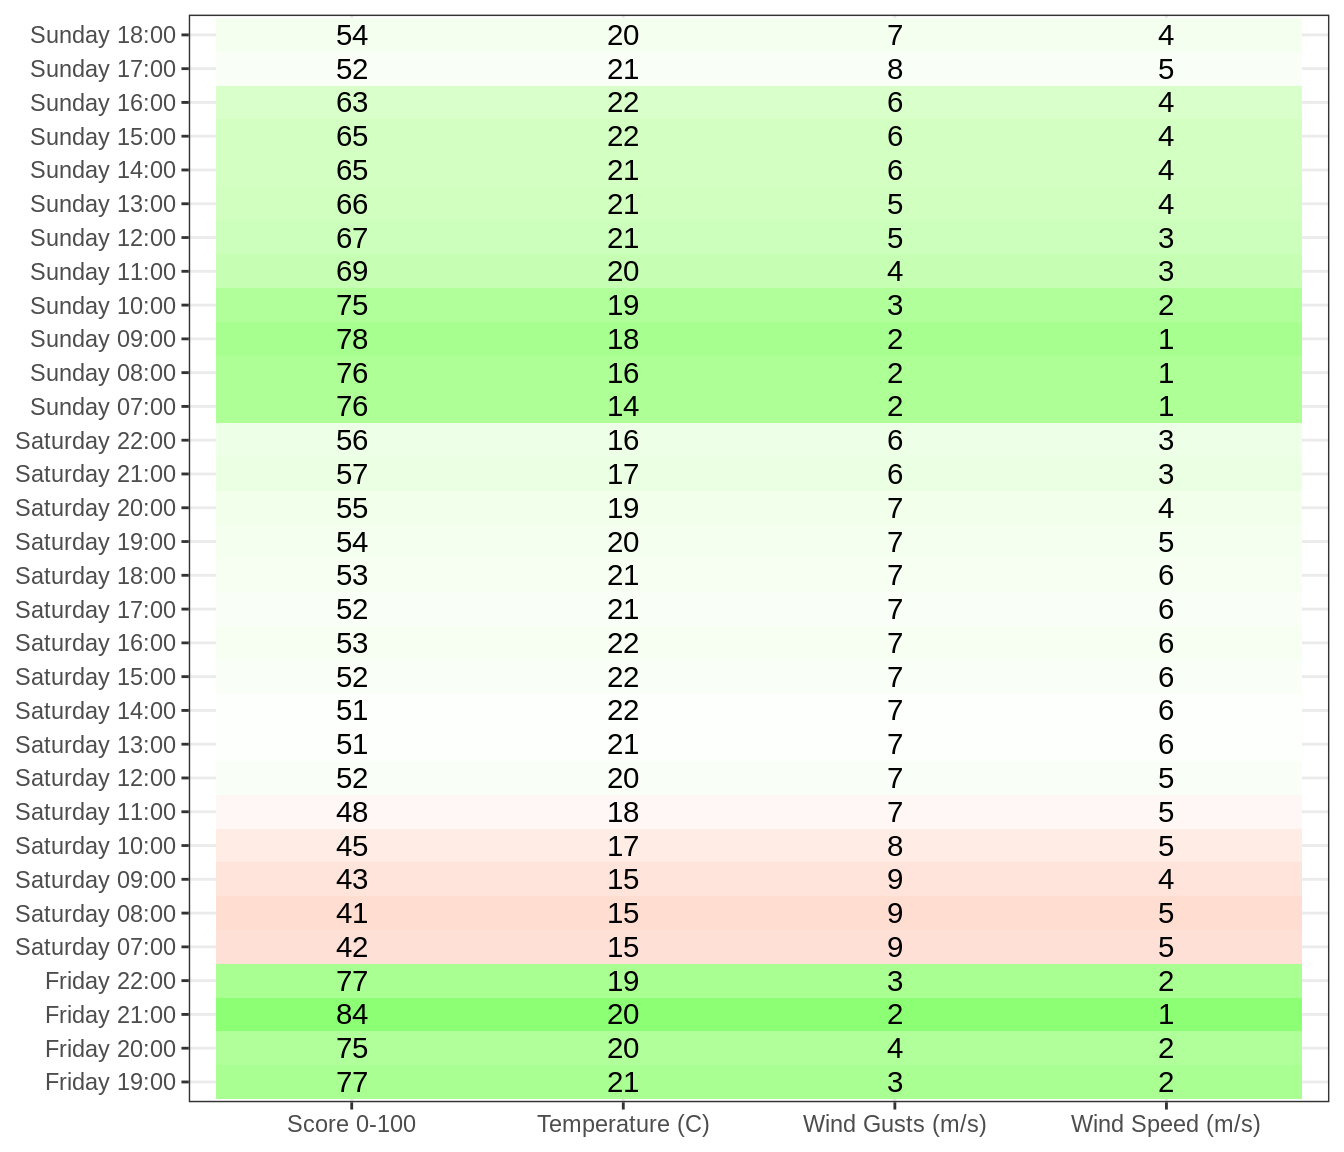 Sunday 18:00 54 20 7 4
Sunday 17:00 52 21 8 5
Sunday 16:00 63 22 6 4
Sunday 15:00 65 22 6 4
Sunday 14:00 65 21 6 4
Sunday 13:00 66 21 5 4
Sunday 12:00 67 21 5 3
Sunday 11:00 69 20 4 3
Sunday 10:00 75 19 3 2
Sunday 09:00 78 18 2 1
Sunday 08:00 76 16 2 1
Sunday 07:00 76 14 2 1
Saturday 22:00 56 16 6 3
Saturday 21:00 57 17 6 3
Saturday 20:00 55 19 7 4
Saturday 19:00 54 20 7 5
Saturday 18:00 53 21 7 6
Saturday 17:00 52 21 7 6
Saturday 16:00 53 22 7 6
Saturday 15:00 52 22 7 6
Saturday 14:00 51 22 7 6
Saturday 13:00 51 21 7 6
Saturday 12:00 52 20 7 5
Saturday 11:00 48 18 7 5
Saturday 10:00 45 17 8 5
Saturday 09:00 43 15 9 4
Saturday 08:00 41 15 9 5
Saturday 07:00 42 15 9 5
Friday 22:00 77 19 3 2
Friday 21:00 84 20 2 1
Friday 20:00 75 20 4 2
Friday 19:00 77 21 3 2
Score 0-100 Temperature (C) Wind Gusts (m/s) Wind Speed (m/s)